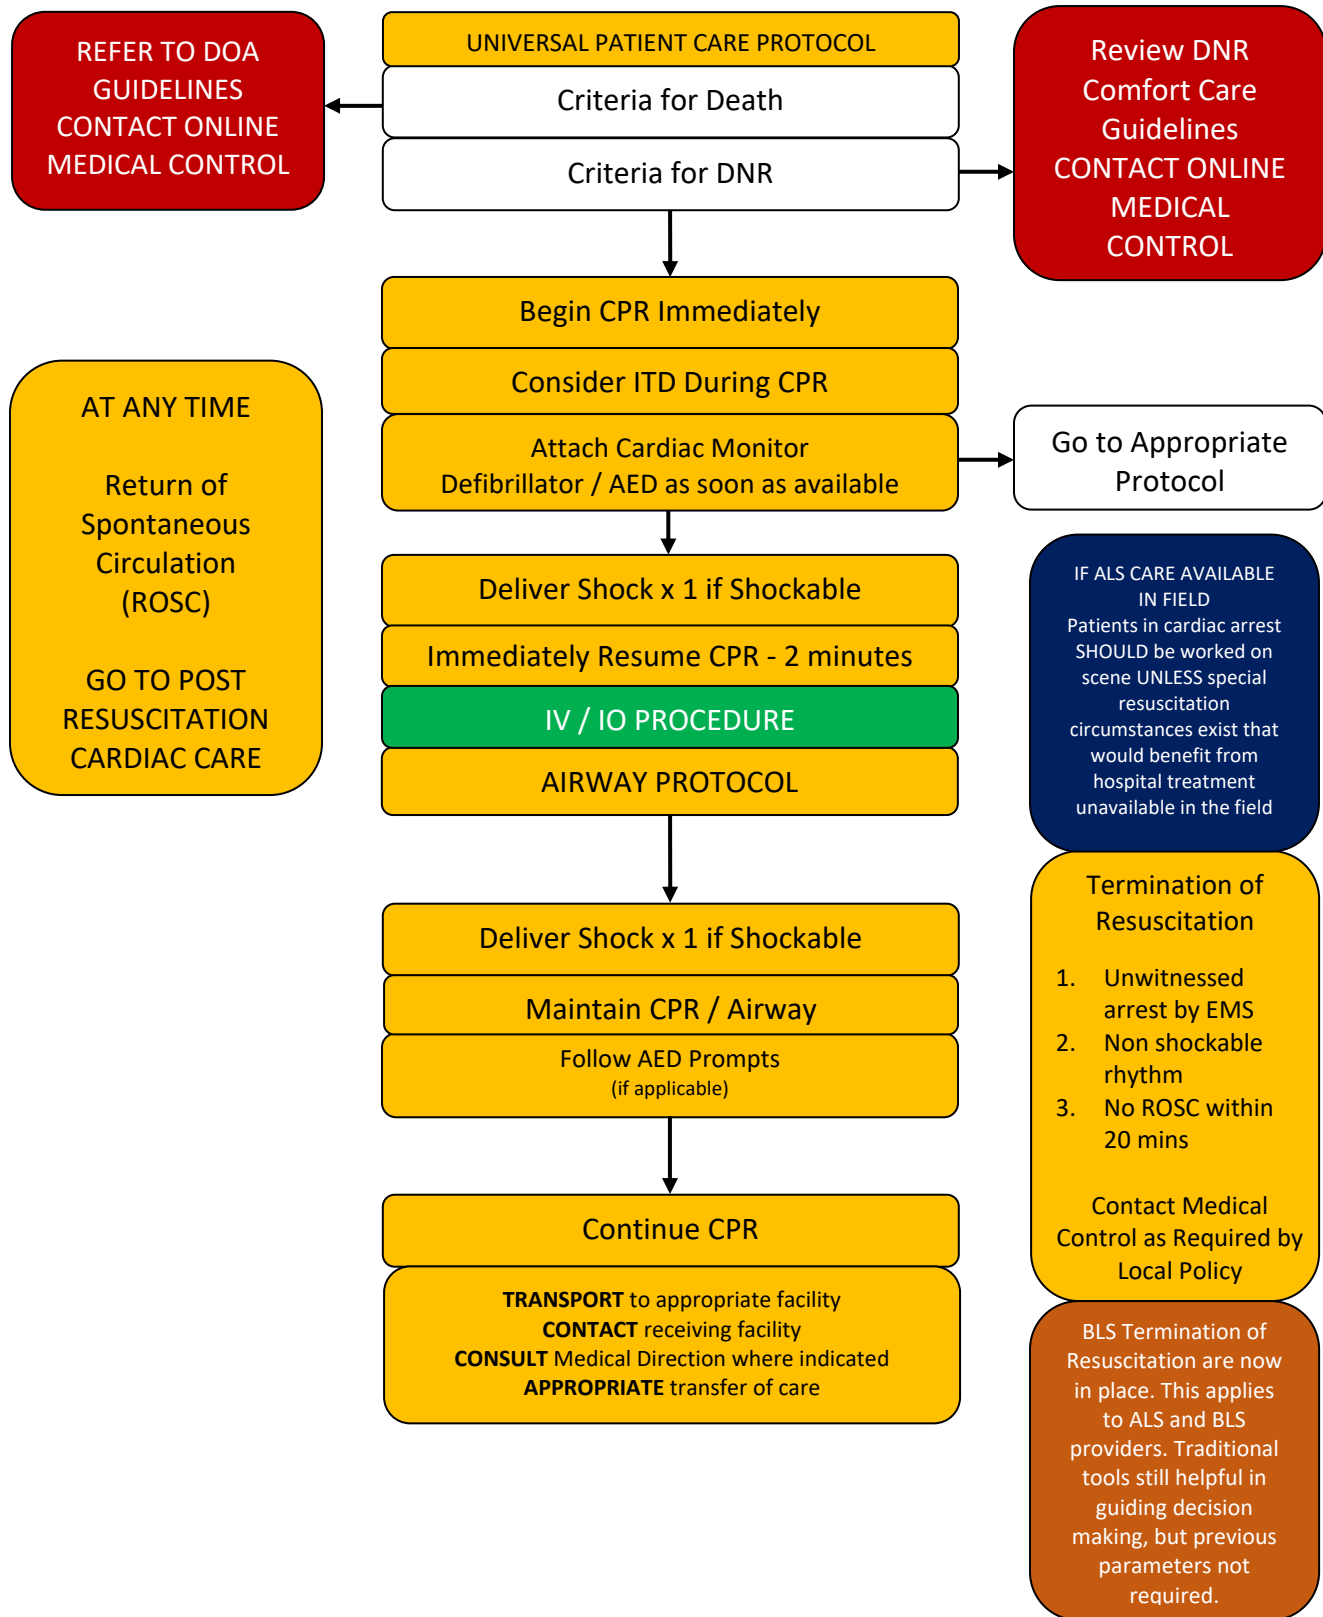 REFER TO DOA
GUIDELINES
CONTACT ONLINE
MEDICAL CONTROL
UNIVERSAL PATIENT CARE PROTOCOL
Criteria for Death
Criteria for DNR
Review DNR
Comfort Care
Guidelines
CONTACT ONLINE
MEDICAL
CONTROL
Begin CPR Immediately
Consider ITD During CPR
Attach Cardiac Monitor
Defibrillator / AED as soon as available
Go to Appropriate
Protocol
AT ANY TIME
Return of
Spontaneous
Circulation
(ROSC)
GO TO POST
RESUSCITATION
CARDIAC CARE
Deliver Shock x 1 if Shockable
Immediately Resume CPR - 2 minutes
IV / IO PROCEDURE
AIRWAY PROTOCOL
IF ALS CARE AVAILABLE
IN FIELD
Patients in cardiac arrest
SHOULD be worked on
scene UNLESS special
resuscitation
circumstances exist that
would benefit from
hospital treatment
unavailable in the field
Deliver Shock x 1 if Shockable
Maintain CPR / Airway
Follow AED Prompts
(if applicable)
Termination of
Resuscitation
1. Unwitnessed
arrest by EMS
2. Non shockable
rhythm
3. No ROSC within
20 mins
Contact Medical
Control as Required by
Local Policy
Continue CPR
TRANSPORT to appropriate facility
CONTACT receiving facility
CONSULT Medical Direction where indicated
APPROPRIATE transfer of care
BLS Termination of
Resuscitation are now
in place. This applies
to ALS and BLS
providers. Traditional
tools still helpful in
guiding decision
making, but previous
parameters not
required.